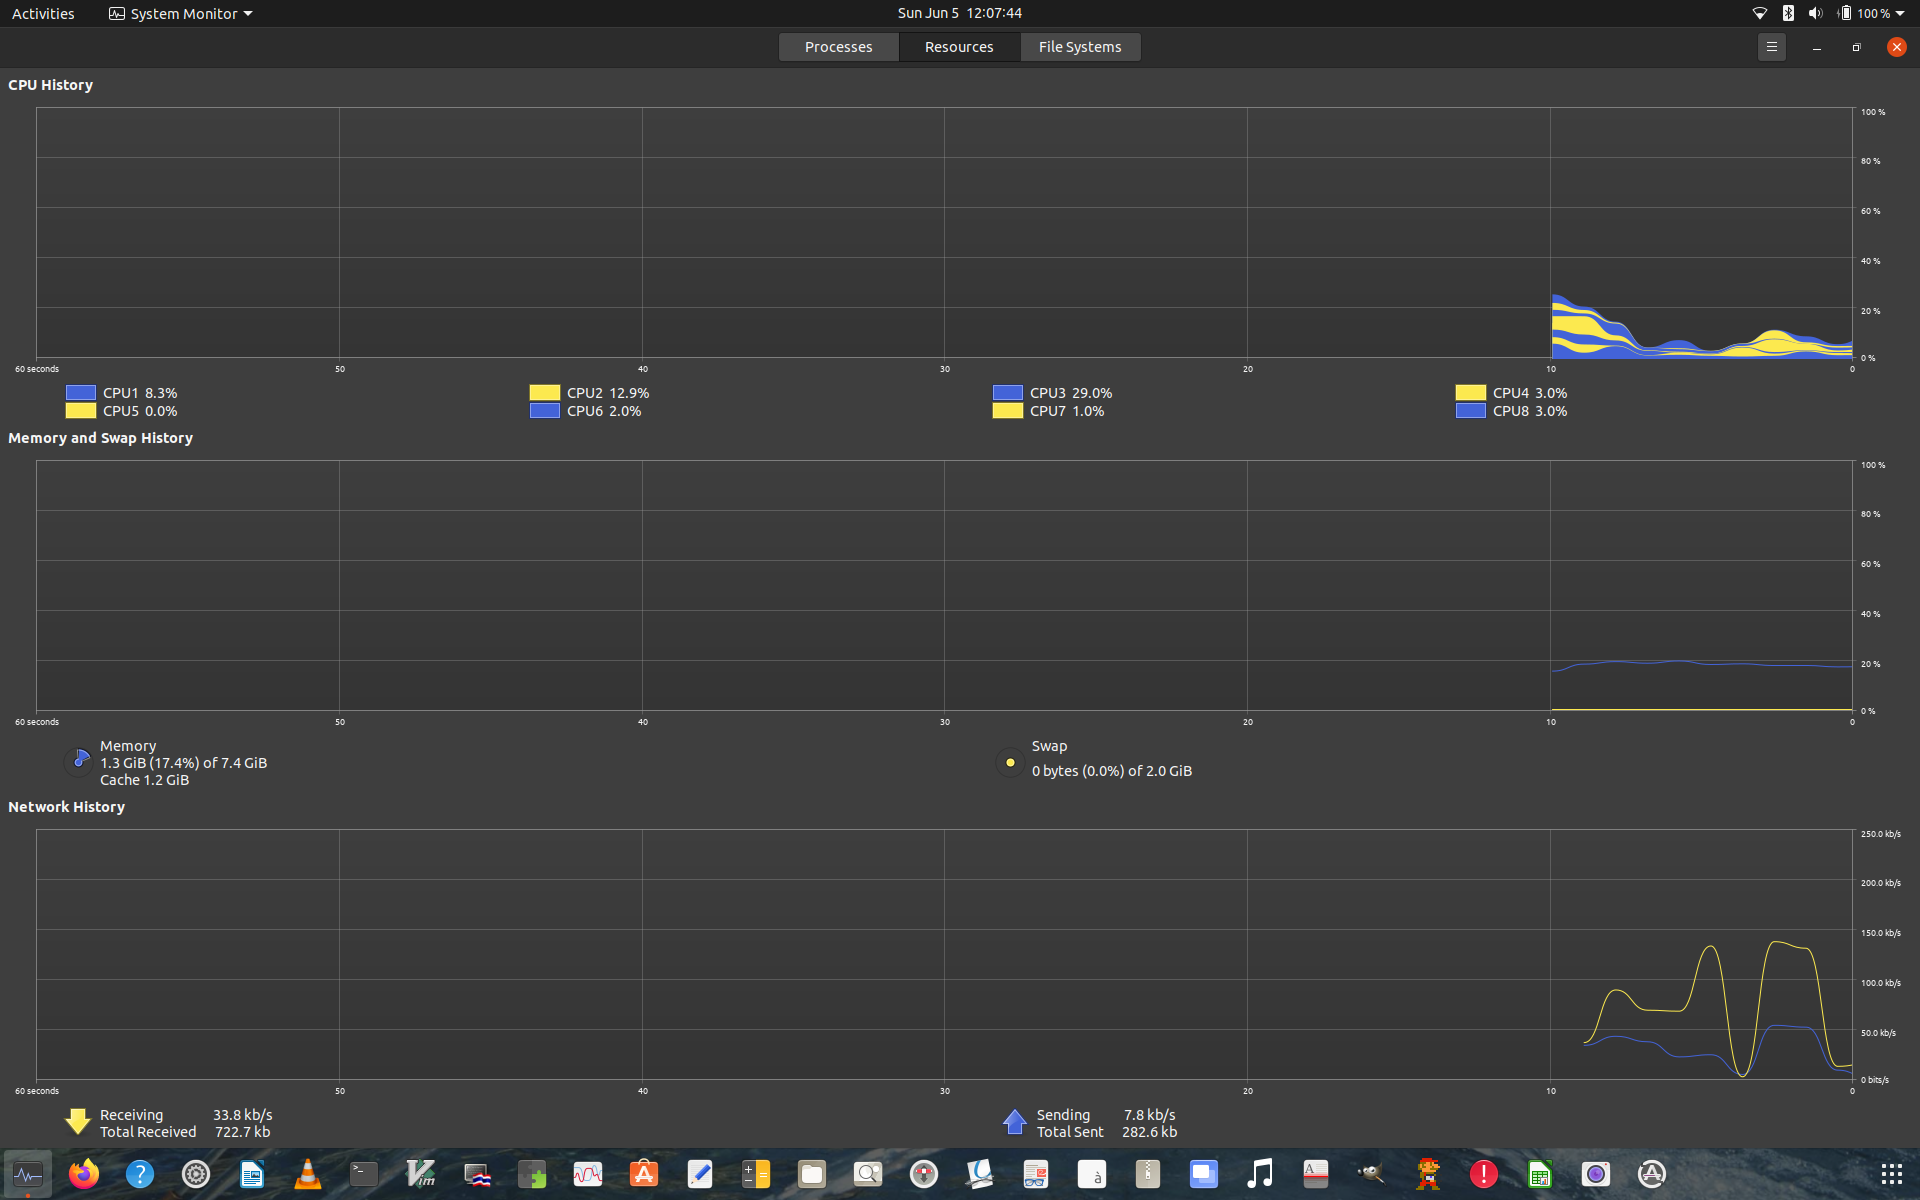 Activities
System Monitor
Sun Jun 5 12:07:44
100 %
Processes
Resources
File Systems
CPU History
100 %
80 %
60 %
40 %
20 %
0 %
60 seconds 50 40 30 20 10 0
CPU1 8.3% CPU2 12.9% CPU3 29.0% CPU4 3.0%
CPU5 0.0% CPU6 2.0% CPU7 1.0% CPU8 3.0%
Memory and Swap History
100 %
80 %
60 %
40 %
20 %
0 %
60 seconds 50 40 30 20 10 0
Memory
1.3 GiB (17.4%) of 7.4 GiB
Cache 1.2 GiB
Swap
0 bytes (0.0%) of 2.0 GiB
Network History
250.0 kb/s
200.0 kb/s
150.0 kb/s
100.0 kb/s
50.0 kb/s
0 bits/s
60 seconds 50 40 30 20 10 0
Receiving 33.8 kb/s
Total Received 722.7 kb
Sending 7.8 kb/s
Total Sent 282.6 kb